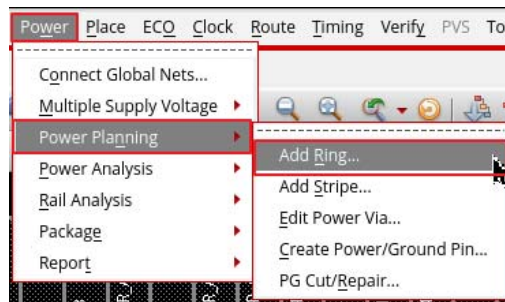 Power Place ECO Clock Route Timing Verify PVS To
Connect Global Nets...
Multiple Supply Voltage
Power Planning
Add Ring...
Power Analysis
Add Stripe...
Rail Analysis
Edit Power Via...
Package
Create Power/Ground Pin...
Report
PG Cut/Repair...